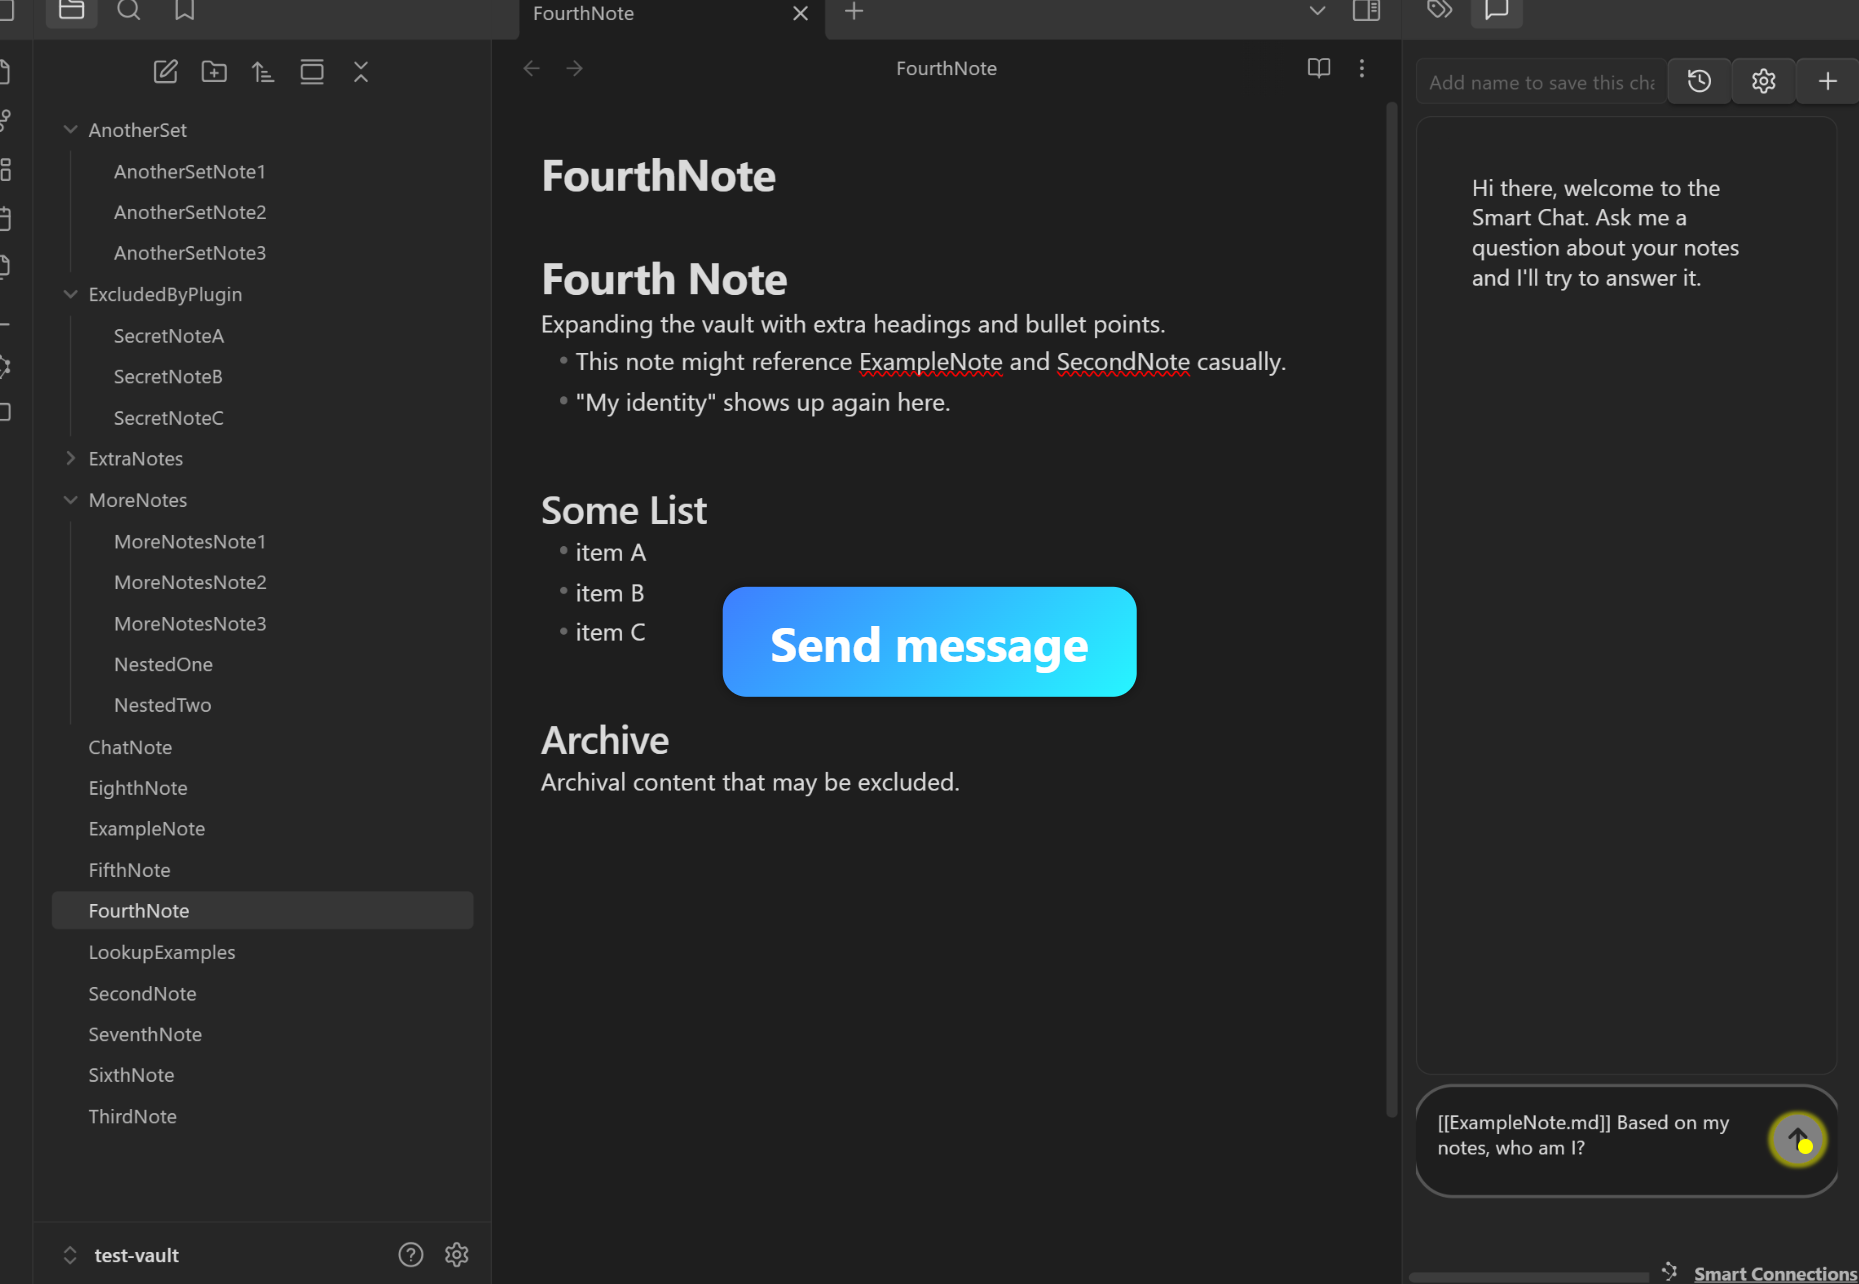 FourthNote
FourthNote
Add name to save this cha
AnotherSet
AnotherSetNote1
AnotherSetNote2
AnotherSetNote3
ExcludedByPlugin
SecretNoteA
SecretNoteB
SecretNoteC
ExtraNotes
MoreNotes
MoreNotesNote1
MoreNotesNote2
MoreNotesNote3
NestedOne
NestedTwo
ChatNote
EighthNote
ExampleNote
FifthNote
FourthNote
LookupExamples
SecondNote
SeventhNote
SixthNote
ThirdNote
test-vault
FourthNote
Fourth Note
Expanding the vault with extra headings and bullet points.
This note might reference ExampleNote and SecondNote casually.
"My identity" shows up again here.
Some List
item A
item B
item C
Send message
Archive
Archival content that may be excluded.
Hi there, welcome to the
Smart Chat. Ask me a
question about your notes
and I'll try to answer it.
[[ExampleNote.md]] Based on my
notes, who am I?
Smart Connections